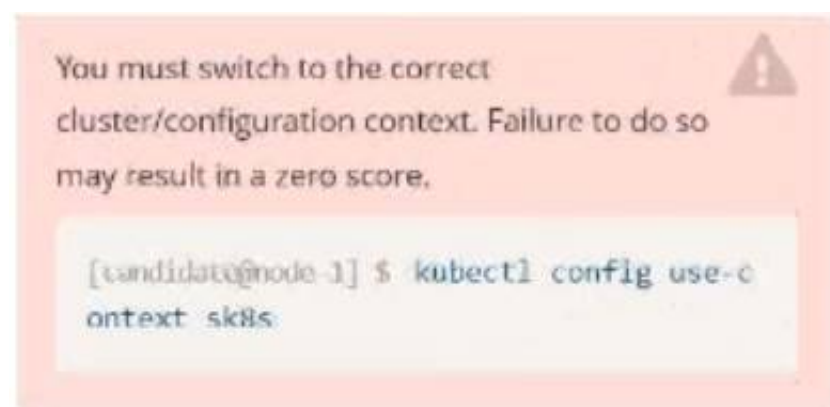 You must switch to the correct
cluster/configuration context. Failure to do so
may result in a zero score.
[candidate@node-1] $ kubectl config use-c
ontext sk8s